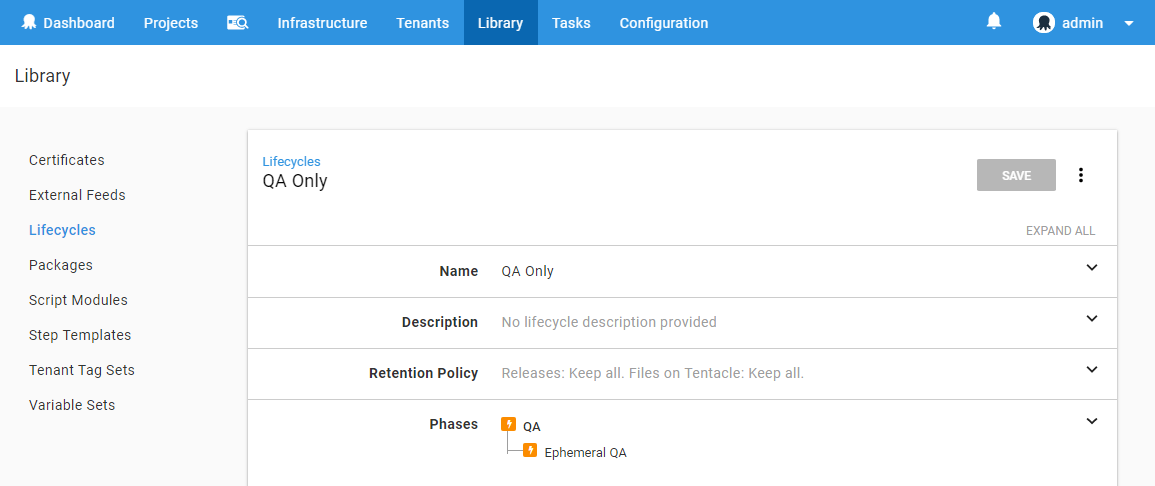 Dashboard Projects Infrastructure Tenants Library Tasks Configuration admin
Library
Certificates
External Feeds
Lifecycles
Packages
Script Modules
Step Templates
Tenant Tag Sets
Variable Sets
Lifecycles
QA Only
SAVE
EXPAND ALL
Name QA Only
Description No lifecycle description provided
Retention Policy Releases: Keep all. Files on Tentacle: Keep all.
Phases QA
Ephemeral QA